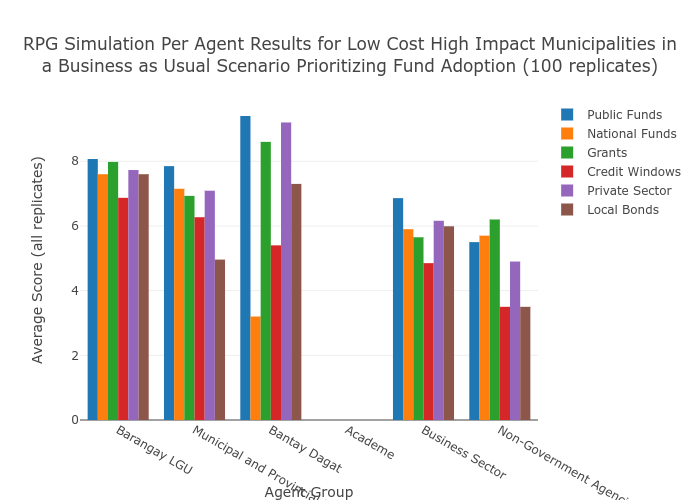 RPG Simulation Per Agent Results for Low Cost High Impact Municipalities in
a Business as Usual Scenario Prioritizing Fund Adoption (100 replicates)
Public Funds
National Funds
Grants
Credit Windows
Private Sector
Local Bonds
Average Score (all replicates)
8
6
4
2
0
Barangay LGU
Municipal and
Bantay Dagat
Academe
Business Sector
Non-Government
Agent Group